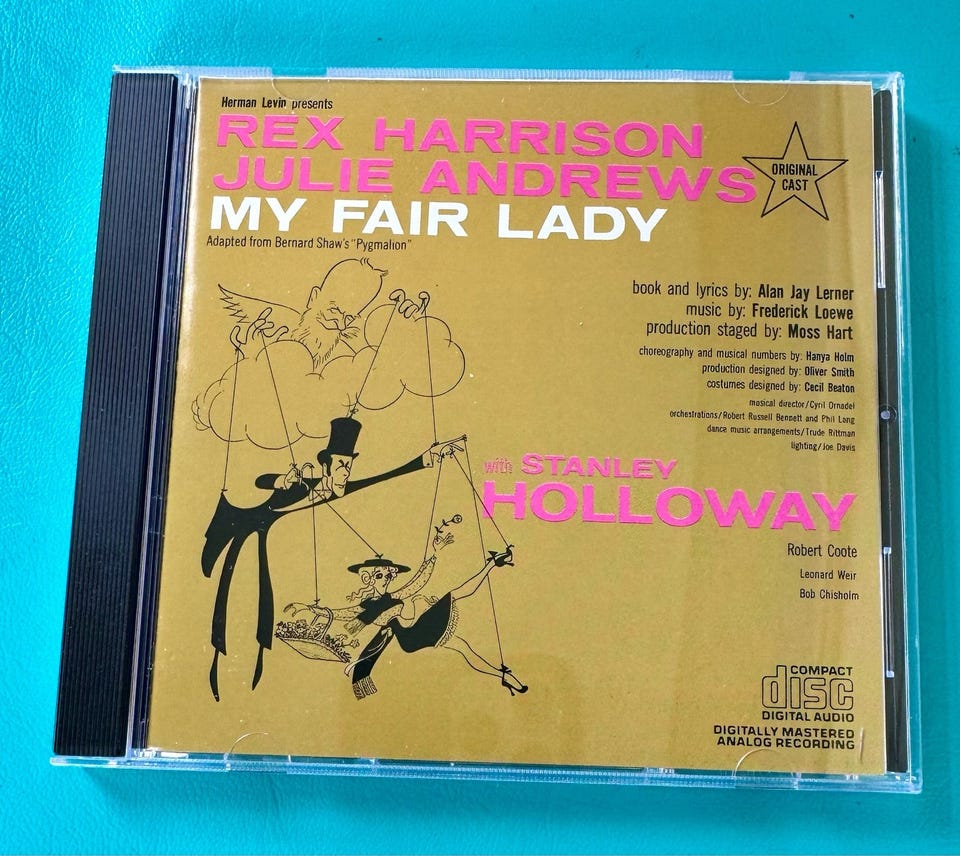 Herman Levin presents
REX HARRISON
JULIE ANDREWS
MY FAIR LADY
Adapted from Bernard Shaw's "Pygmalion"
ORIGINAL
CAST
book and lyrics by: Alan Jay Lerner
music by: Frederick Loewe
production staged by: Moss Hart
choreography and musical numbers by: Hanya Holm
production designed by: Oliver Smith
costumes designed by: Cecil Beaton
musical director/Cyril Ornadel
orchestrations/Robert Russell Bennett and Phil Lang
dance music arrangements/Trude Rittman
lighting/Joe Davis
with STANLEY
HOLLOWAY
Robert Coote
Leonard Weir
Bob Chisholm
COMPACT
disc
DIGITAL AUDIO
DIGITALLY MASTERED
ANALOG RECORDING